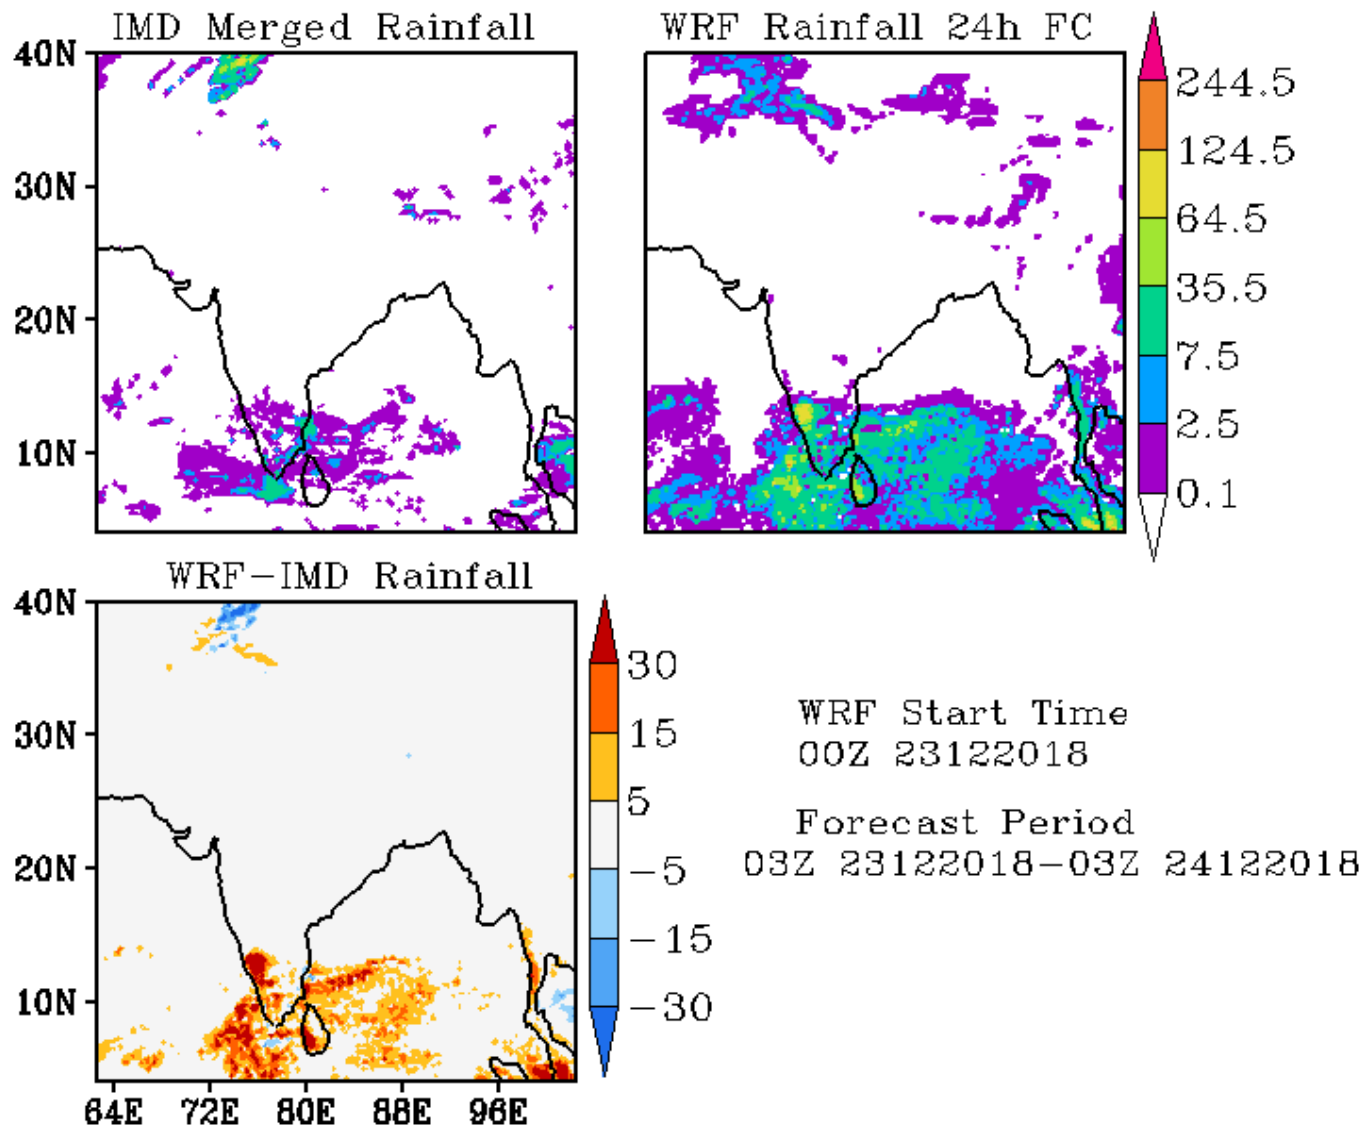 IMD Merged Rainfall
WRF Rainfall 24h FC
40N
30N
20N
10N
244.5
124.5
64.5
35.5
7.5
2.5
0.1
WRF-IMD Rainfall
40N
30N
20N
10N
64E 72E 80E 88E 96E
30
15
5
-5
-15
-30
WRF Start Time
00Z 23122018
Forecast Period
03Z 23122018-03Z 24122018